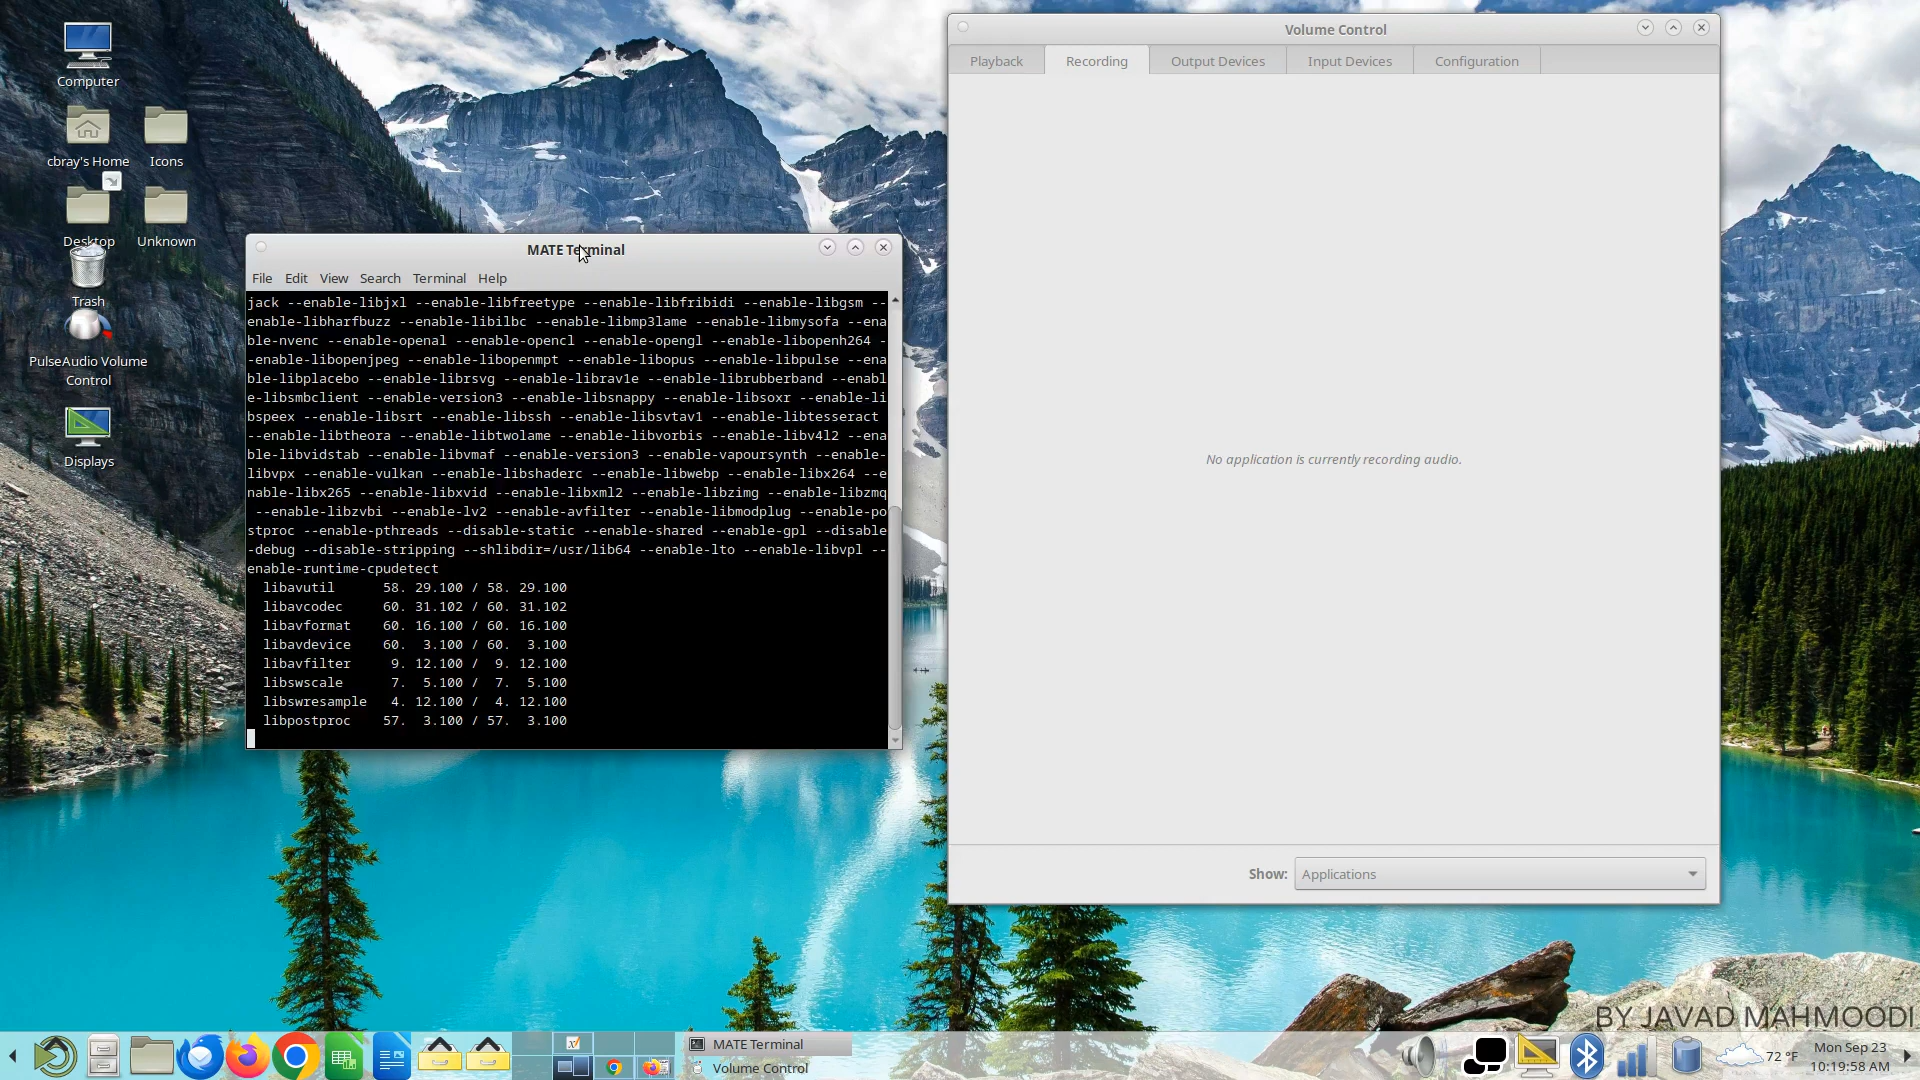 Computer
cbray's Home
Icons
Desktop
Unknown
Trash
PulseAudio Volume
Control
Displays
MATE Terminal
File Edit View Search Terminal Help
jack --enable-libjxl --enable-libfreetype --enable-libfribidi --enable-libgsm --
enable-libharfbuzz --enable-libilbc --enable-libmp3lame --enable-libmysofa --ena
ble-nvenc --enable-openal --enable-opencl --enable-opengl --enable-libopenh264 -
-enable-libopenjpeg --enable-libopenmpt --enable-libopus --enable-libpulse --ena
ble-libplacebo --enable-librsvg --enable-librav1e --enable-librubberband --enabl
e-libsmbclient --enable-version3 --enable-libsnappy --enable-libsoxr --enable-li
bspeex --enable-libsrt --enable-libssh --enable-libsvtav1 --enable-libtesseract
--enable-libtheora --enable-libtwolame --enable-libvorbis --enable-libv4l2 --ena
ble-libvidstab --enable-libvmaf --enable-version3 --enable-vapoursynth --enable-
libvpx --enable-vulkan --enable-libshaderc --enable-libwebp --enable-libx264 --e
nable-libx265 --enable-libxvid --enable-libxml2 --enable-libzimg --enable-libzmq
--enable-libzvbi --enable-lv2 --enable-avfilter --enable-libmodplug --enable-po
stproc --enable-pthreads --disable-static --enable-shared --enable-gpl --disable
-debug --disable-stripping --shlibdir=/usr/lib64 --enable-lto --enable-libvpl --
enable-runtime-cpudetect
libavutil 58. 29.100 / 58. 29.100
libavcodec 60. 31.102 / 60. 31.102
libavformat 60. 16.100 / 60. 16.100
libavdevice 60. 3.100 / 60. 3.100
libavfilter 9. 12.100 / 9. 12.100
libswscale 7. 5.100 / 7. 5.100
libswresample 4. 12.100 / 4. 12.100
libpostproc 57. 3.100 / 57. 3.100
Volume Control
Playback Recording Output Devices Input Devices Configuration
No application is currently recording audio.
Show: Applications
BY JAVAD MAHMOODI
MATE Terminal
Volume Control
72 °F
Mon Sep 23
10:19:58 AM